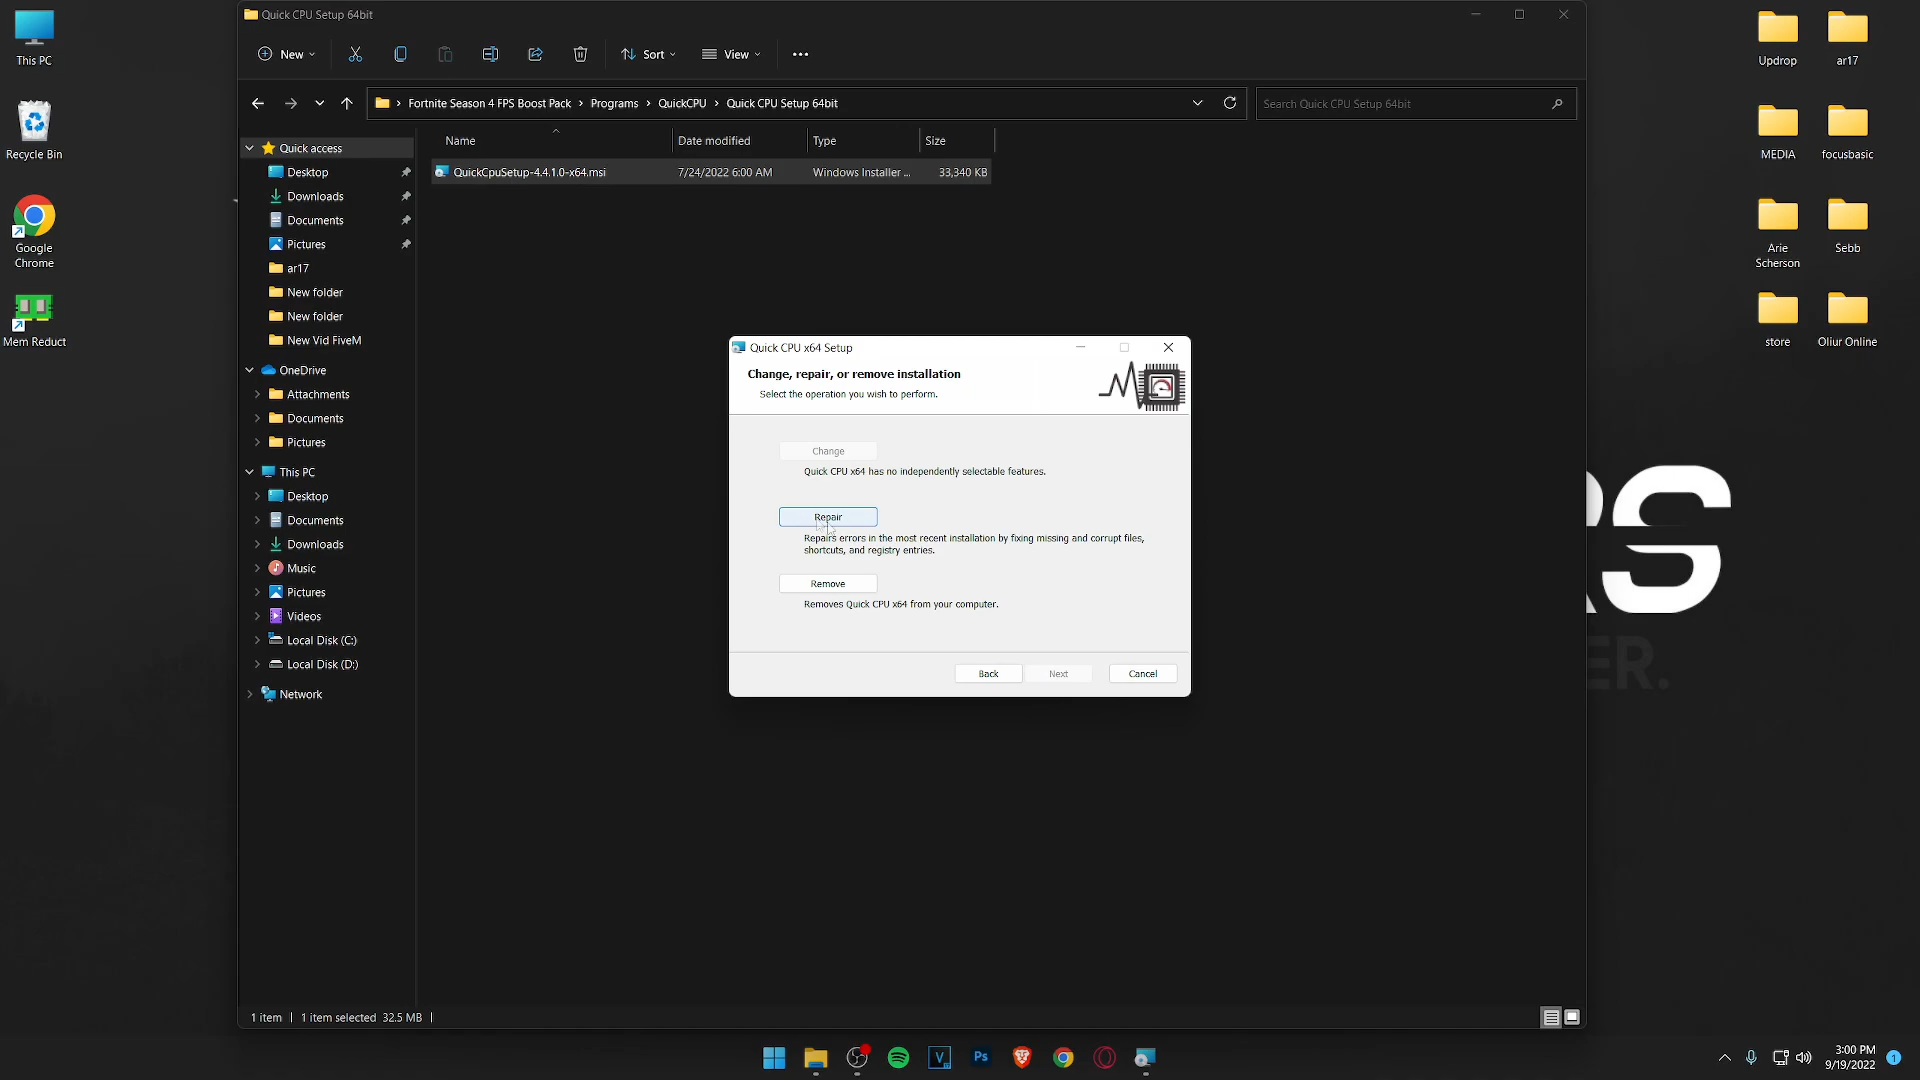 This PC
Recycle Bin
Google
Chrome
Mem Reduct
Quick CPU Setup 64bit
New
Sort
View
Fortnite Season 4 FPS Boost Pack > Programs > QuickCPU > Quick CPU Setup 64bit
Search Quick CPU Setup 64bit
Name
Date modified
Type
Size
QuickCpuSetup-4.4.1.0-x64.msi
7/24/2022 6:00 AM
Windows Installer ...
33,340 KB
Quick access
Desktop
Downloads
Documents
Pictures
ar17
New folder
New folder
New Vid FiveM
OneDrive
Attachments
Documents
Pictures
This PC
Desktop
Documents
Downloads
Music
Pictures
Videos
Local Disk (C:)
Local Disk (D:)
Network
Quick CPU x64 Setup
Change, repair, or remove installation
Select the operation you wish to perform.
Change
Quick CPU x64 has no independently selectable features.
Repair
Repairs errors in the most recent installation by fixing missing and corrupt files,
shortcuts, and registry entries.
Remove
Removes Quick CPU x64 from your computer.
Back
Next
Cancel
1 item
1 item selected 32.5 MB
Updrop
ar17
MEDIA
focusbasic
Arie
Scherson
Sebb
store
Oliur Online
S
ER.
V
Ps
3:00 PM
9/19/2022
1